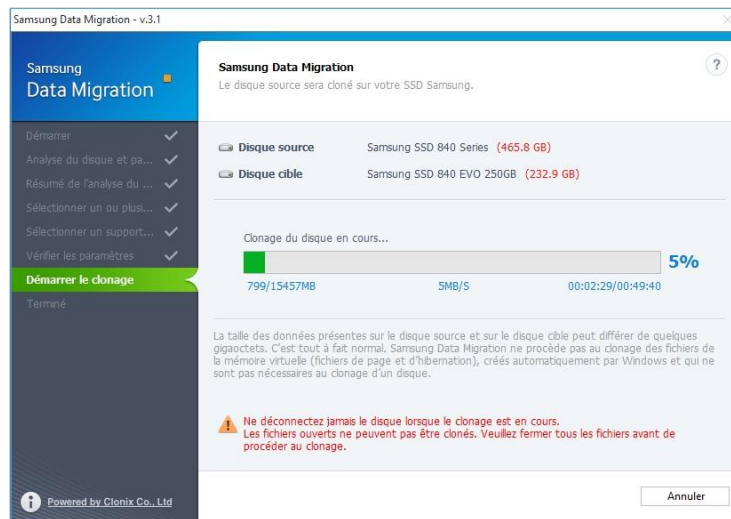 Samsung Data Migration - v.3.1
Samsung
Data Migration
Démarrer
Analyse du disque et pa...
Résumé de l'analyse du ...
Sélectionner un ou plusi...
Sélectionner un support...
Vérifier les paramètres
Démarrer le clonage
Terminé
Powered by Clonix Co., Ltd
Samsung Data Migration
Le disque source sera cloné sur votre SSD Samsung.
?
Disque source Samsung SSD 840 Series (465.8 GB)
Disque cible Samsung SSD 840 EVO 250GB (232.9 GB)
Clonage du disque en cours...
5%
799/15457MB 5MB/S 00:02:29/00:49:40
La taille des données présentes sur le disque source et sur le disque cible peut différer de quelques
gigaoctets. C'est tout à fait normal. Samsung Data Migration ne procède pas au clonage des fichiers de
la mémoire virtuelle (fichiers de page et d'hibernation), créés automatiquement par Windows et qui ne
sont pas nécessaires au clonage d'un disque.
Ne déconnectez jamais le disque lorsque le clonage est en cours.
Les fichiers ouverts ne peuvent pas être clonés. Veuillez fermer tous les fichiers avant de
procéder au clonage.
Annuler